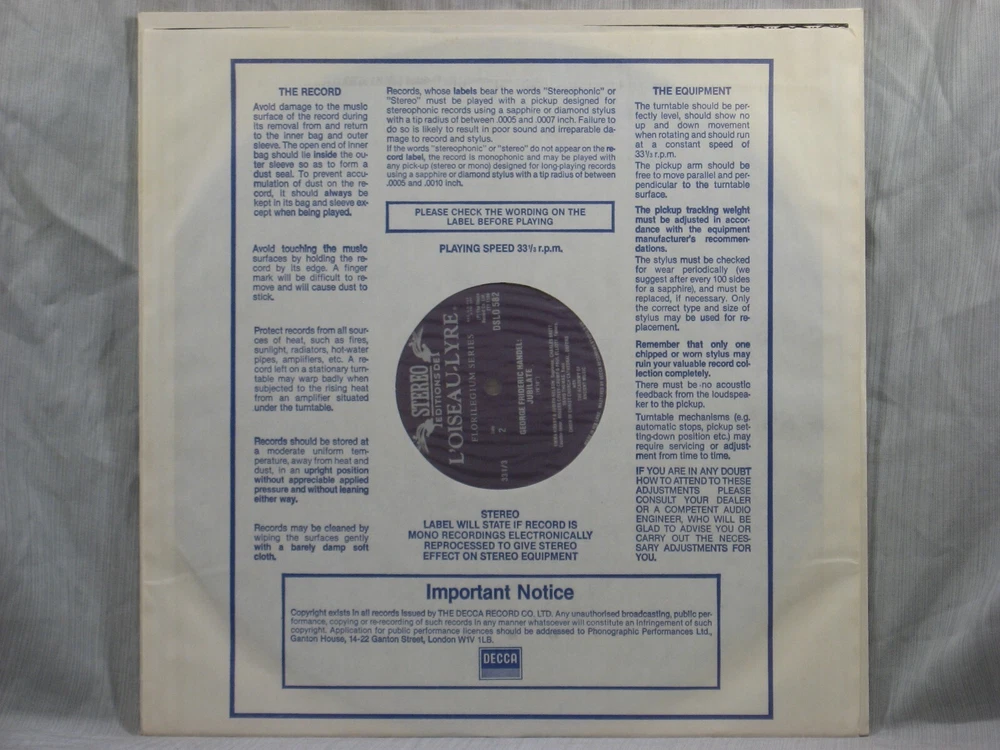 THE RECORD
Avoid damage to the music
surface of the record during
its removal from and return
to the inner bag and outer
sleeve. The open end of inner
bag should lie inside the ou-
ter sleeve so as to form a
dust seal. To prevent accu-
mulation of dust on the re-
cord, it should always be
kept in its bag and sleeve ex-
cept when being played.
Avoid touching the music
surfaces by holding the re-
cord by its edge. A finger
mark will be difficult to re-
move and will cause dust to
stick.
Protect records from all sour-
ces of heat, such as fires,
sunlight, radiators, hot-water
pipes, amplifiers, etc. A re-
cord left on a stationary turn-
table may warp badly when
subjected to the rising heat
from an amplifier situated
under the turntable.
Records should be stored at
a moderate uniform tem-
perature, away from heat and
dust, in an upright position
without appreciable applied
pressure and without leaning
either way.
Records may be cleaned by
wiping the surfaces gently
with a barely damp soft
cloth.
Records, whose labels bear the words "Stereophonic" or
"Stereo" must be played with a pickup designed for
stereophonic records using a sapphire or diamond stylus
with a tip radius of between .0005 and .0007 inch. Failure to
do so is likely to result in poor sound and irreparable da-
mage to record and stylus.
If the words "stereophonic" or "stereo" do not appear on the re-
cord label, the record is monophonic and may be played with
any pick-up (stereo or mono) designed for long-playing records
using a sapphire or diamond stylus with a tip radius of between
.0005 and .0010 inch.
PLEASE CHECK THE WORDING ON THE
LABEL BEFORE PLAYING
PLAYING SPEED 33⅓ r.p.m.
STEREO
EDITIONS DE
L'OISEAU-LYRE
FLORILEGIUM SERIES
DSLO 582
2
33 1/3
GEORGE FRIDERIC HANDEL:
JUBILATE
STEREO
LABEL WILL STATE IF RECORD IS
MONO RECORDINGS ELECTRONICALLY
REPROCESSED TO GIVE STEREO
EFFECT ON STEREO EQUIPMENT
THE EQUIPMENT
The turntable should be per-
fectly level, should show no
up and down movement
when rotating and should run
at a constant speed of
33⅓ r.p.m.
The pickup arm should be
free to move parallel and per-
pendicular to the turntable
surface.
The pickup tracking weight
must be adjusted in accor-
dance with the equipment
manufacturer's recommen-
dations.
The stylus must be checked
for wear periodically (we
suggest after every 100 sides
for a sapphire), and must be
replaced, if necessary. Only
the correct type and size of
stylus may be used for re-
placement.
Remember that only one
chipped or worn stylus may
ruin your valuable record col-
lection completely.
There must be no acoustic
feedback from the loudspea-
ker to the pickup.
Turntable mechanisms (e.g.
automatic stops, pickup set-
ting-down position etc.) may
require servicing or adjust-
ment from time to time.
IF YOU ARE IN ANY DOUBT
HOW TO ATTEND TO THESE
ADJUSTMENTS PLEASE
CONSULT YOUR DEALER
OR A COMPETENT AUDIO
ENGINEER, WHO WILL BE
GLAD TO ADVISE YOU OR
CARRY OUT THE NECES-
SARY ADJUSTMENTS FOR
YOU.
Important Notice
Copyright exists in all records issued by THE DECCA RECORD CO. LTD. Any unauthorised broadcasting, public per-
formance, copying or re-recording of such records in any manner whatsoever will constitute an infringement of such
copyright. Application for public performance licences should be addressed to Phonographic Performances Ltd.,
Ganton House, 14-22 Ganton Street, London W1V 1LB.
DECCA